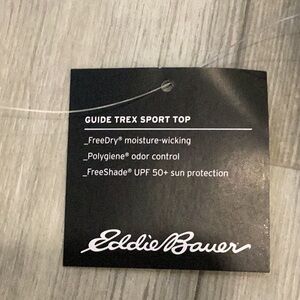 GUIDE TREX SPORT TOP
_FreeDry® moisture-wicking
_Polygiene® odor control
_FreeShade® UPF 50+ sun protection
Eddie Bauer